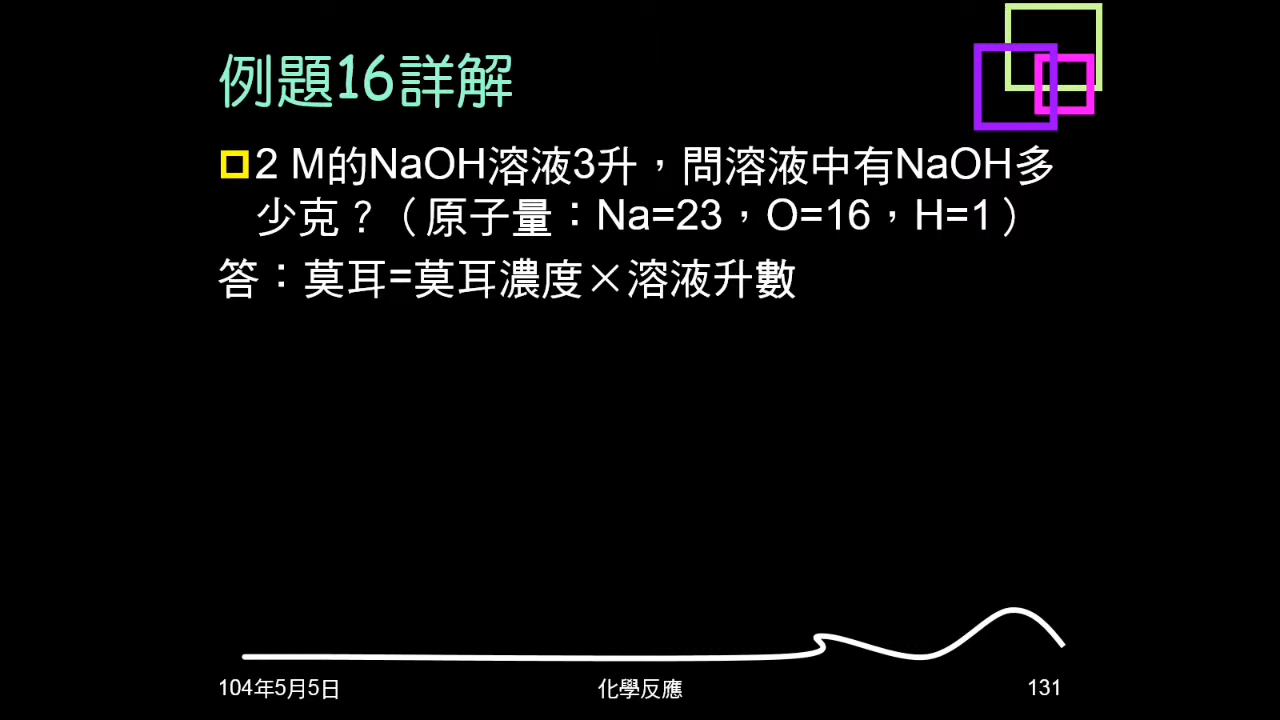 例題16詳解
2 M的NaOH溶液3升，問溶液中有NaOH多
少克？（原子量：Na=23，O=16，H=1）
答：莫耳=莫耳濃度×溶液升數
104年5月5日
化學反應
131